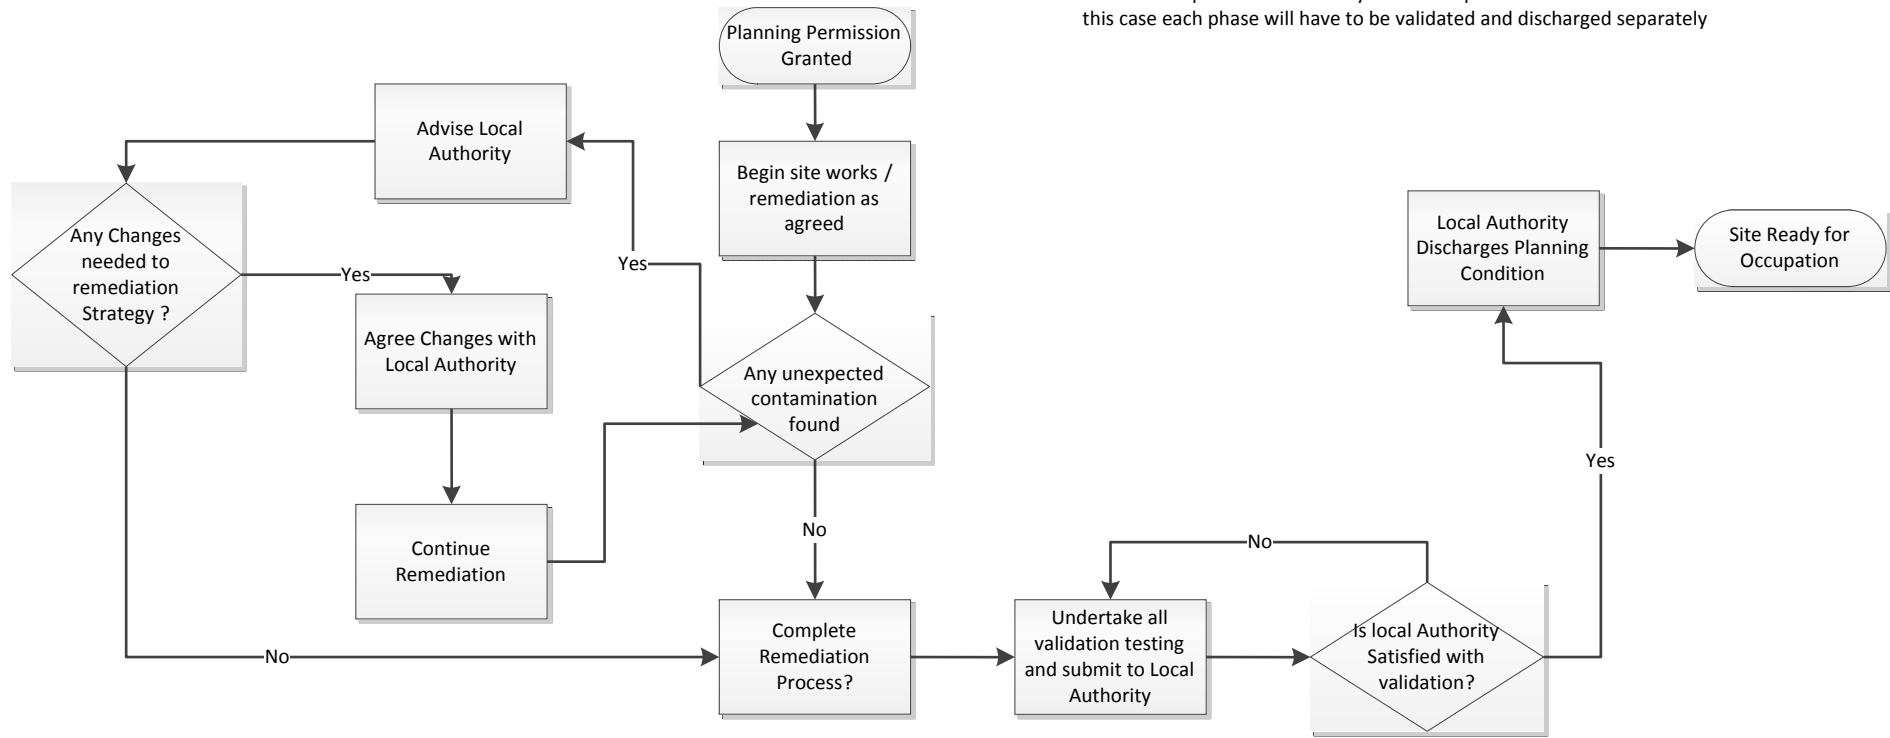 this case each phase will have to be validated and discharged separately
Planning Permission
Granted
Advise Local
Authority
Begin site works /
remediation as
agreed
Any Changes
needed to
remediation
Strategy ?
Yes
Agree Changes with
Local Authority
Yes
Any unexpected
contamination
found
Local Authority
Discharges Planning
Condition
Site Ready for
Occupation
Yes
Continue
Remediation
No
No
No
Complete
Remediation
Process?
Undertake all
validation testing
and submit to Local
Authority
Is local Authority
Satisfied with
validation?